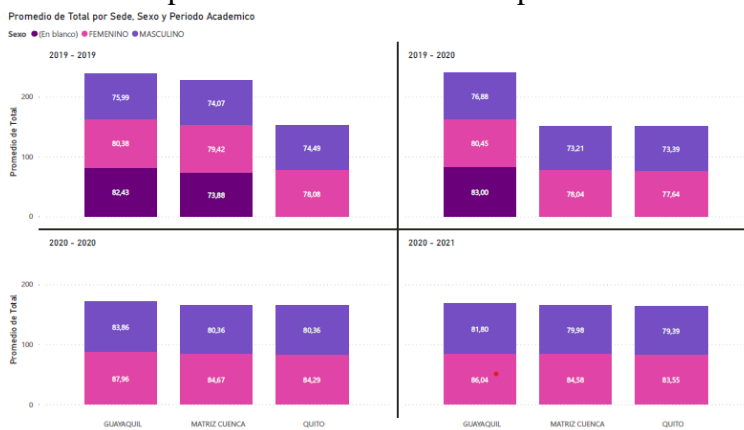 Promedio de Total por Sede, Sexo y Periodo Academico
Sexo (En blanco) FEMENINO MASCULINO
2019 - 2019
Promedio de Total
200
100
0
75,99
80,38
82,43
74,07
79,42
73,88
74,49
78,08
2019 - 2020
76,88
80,45
83,00
73,21
78,04
73,39
77,64
2020 - 2020
Promedio de Total
200
100
0
83,86
87,96
80,36
84,67
80,36
84,29
GUAYAQUIL
MATRIZ CUENCA
QUITO
2020 - 2021
81,80
86,04
79,98
84,58
79,39
83,55
GUAYAQUIL
MATRIZ CUENCA
QUITO